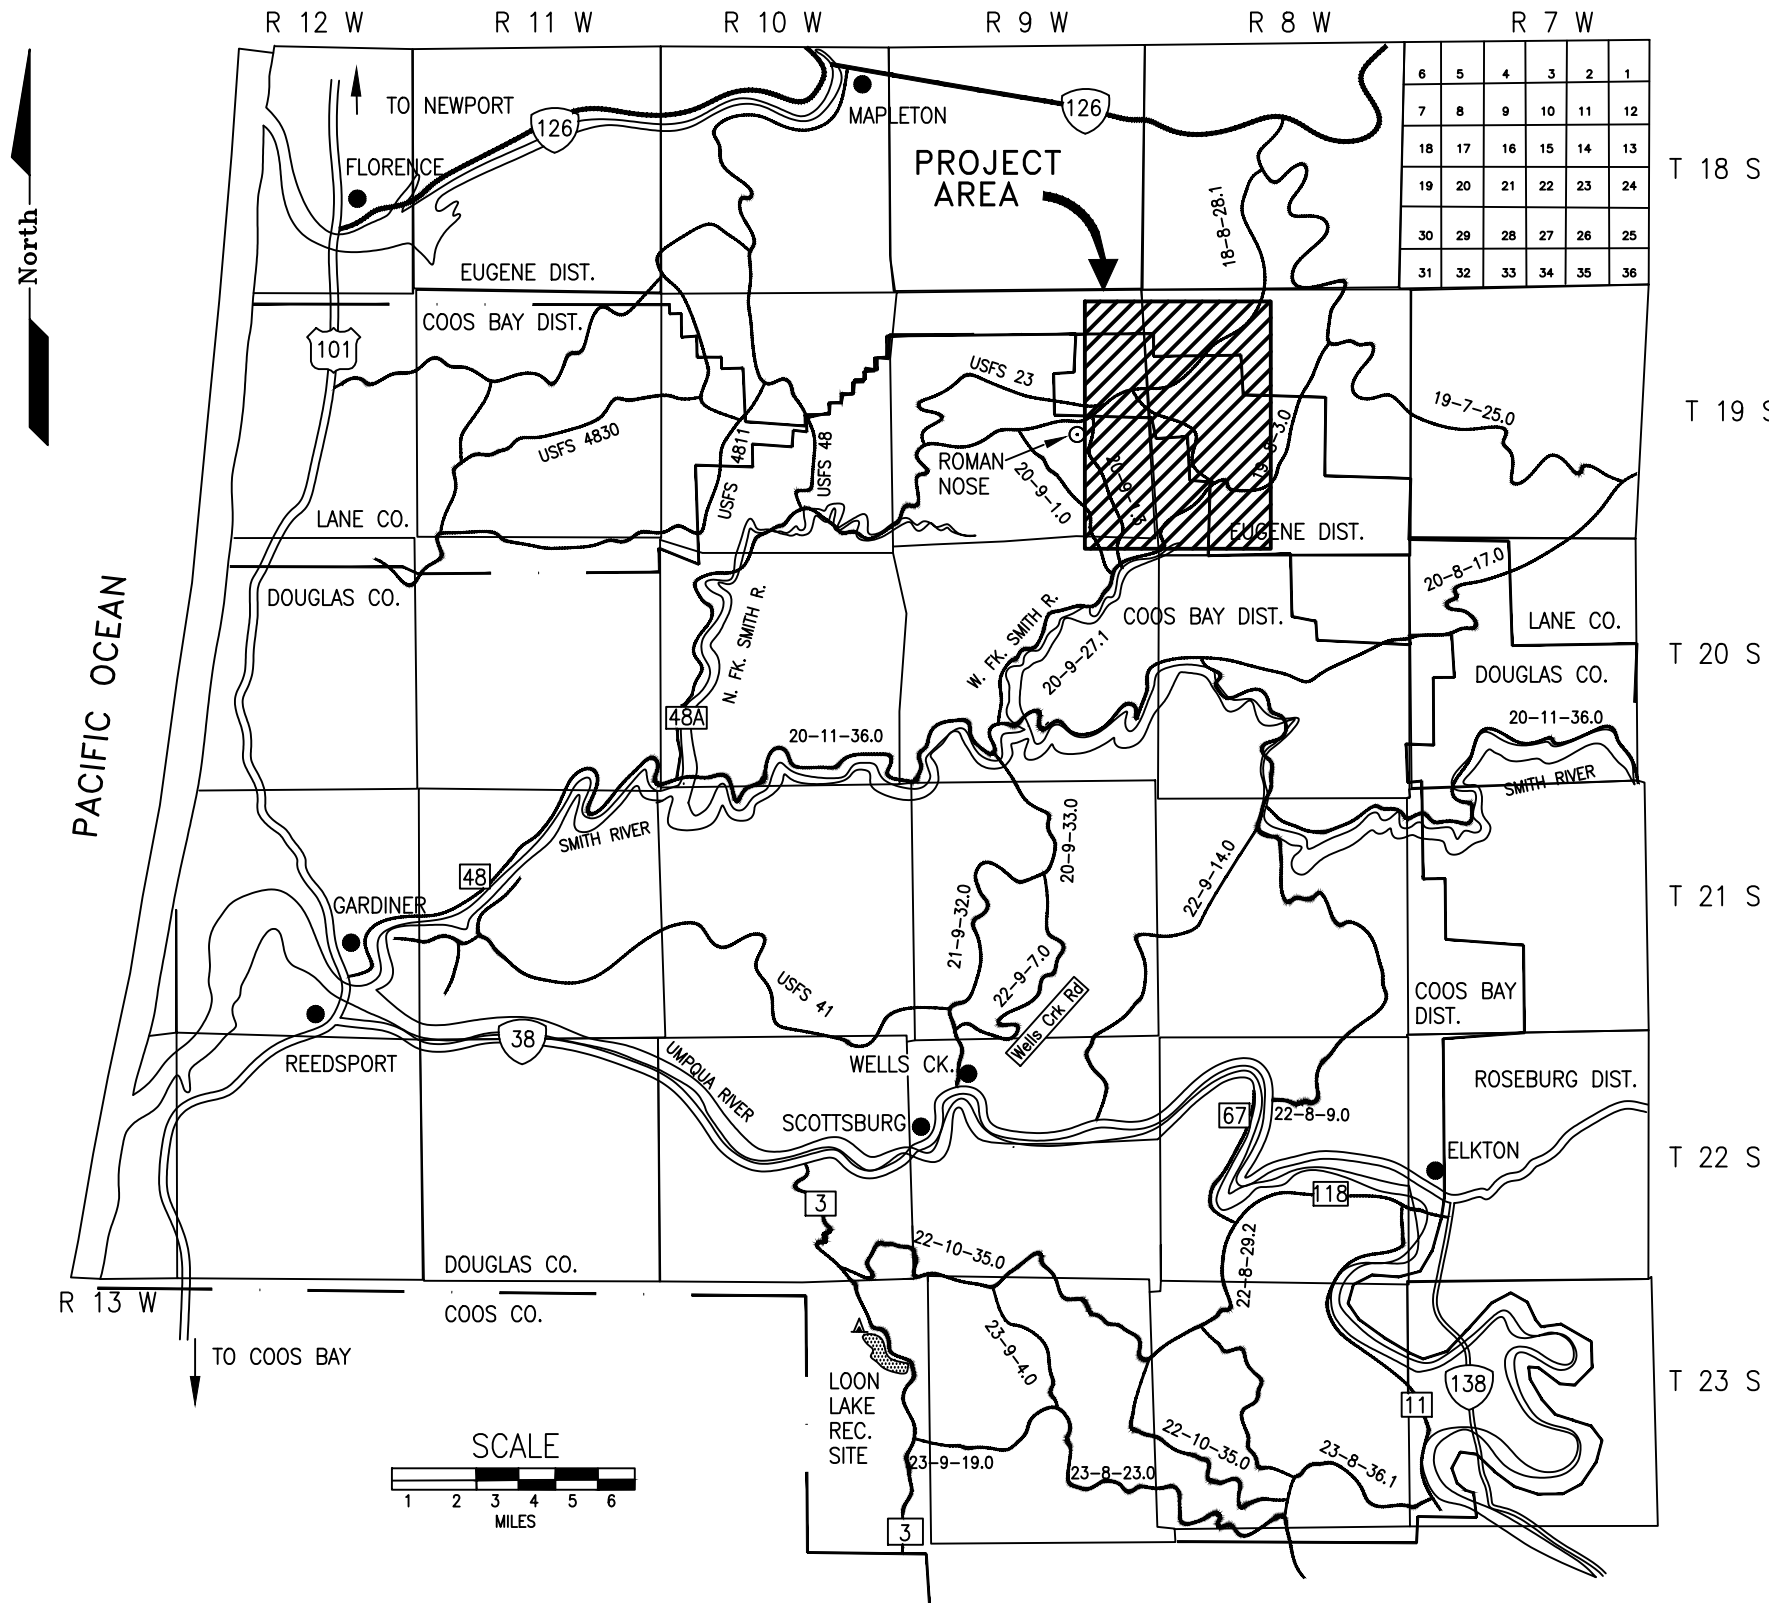 R 12 W
R 11 W
R 10 W
R 9 W
R 8 W
R 7 W
6 5 4 3 2 1
7 8 9 10 11 12
18 17 16 15 14 13
19 20 21 22 23 24
30 29 28 27 26 25
31 32 33 34 35 36
TO NEWPORT
126
MAPLETON
126
FLORENCE
PROJECT
AREA
T 18 S
North
18-8-28.1
EUGENE DIST.
COOS BAY DIST.
101
USFS 23
19-7-25.0
T 19 S
USFS 4830
USFS 4811
USFS 48
ROMAN
NOSE
20-9-1.0
20-9-1.3
19-8-3.0
LANE CO.
EUGENE DIST.
DOUGLAS CO.
20-8-17.0
PACIFIC OCEAN
N. FK. SMITH R.
W. FK. SMITH R.
20-9-27.1
COOS BAY DIST.
LANE CO.
T 20 S
DOUGLAS CO.
48A
20-11-36.0
20-11-36.0
SMITH RIVER
SMITH RIVER
20-9-33.0
48
22-9-14.0
GARDINER
21-9-32.0
T 21 S
22-9-7.0
USFS 41
Wells Crk Rd
COOS BAY
DIST.
38
REEDSPORT
UMPQUA RIVER
WELLS CK.
ROSEBURG DIST.
SCOTTSBURG
67
22-8-9.0
ELKTON
T 22 S
3
118
22-10-35.0
22-8-29.2
DOUGLAS CO.
R 13 W
COOS CO.
TO COOS BAY
23-9-4.0
LOON
LAKE
REC.
SITE
138
T 23 S
11
SCALE
22-10-35.0
23-8-36.1
23-9-19.0
23-8-23.0
1 2 3 4 5 6
MILES
3